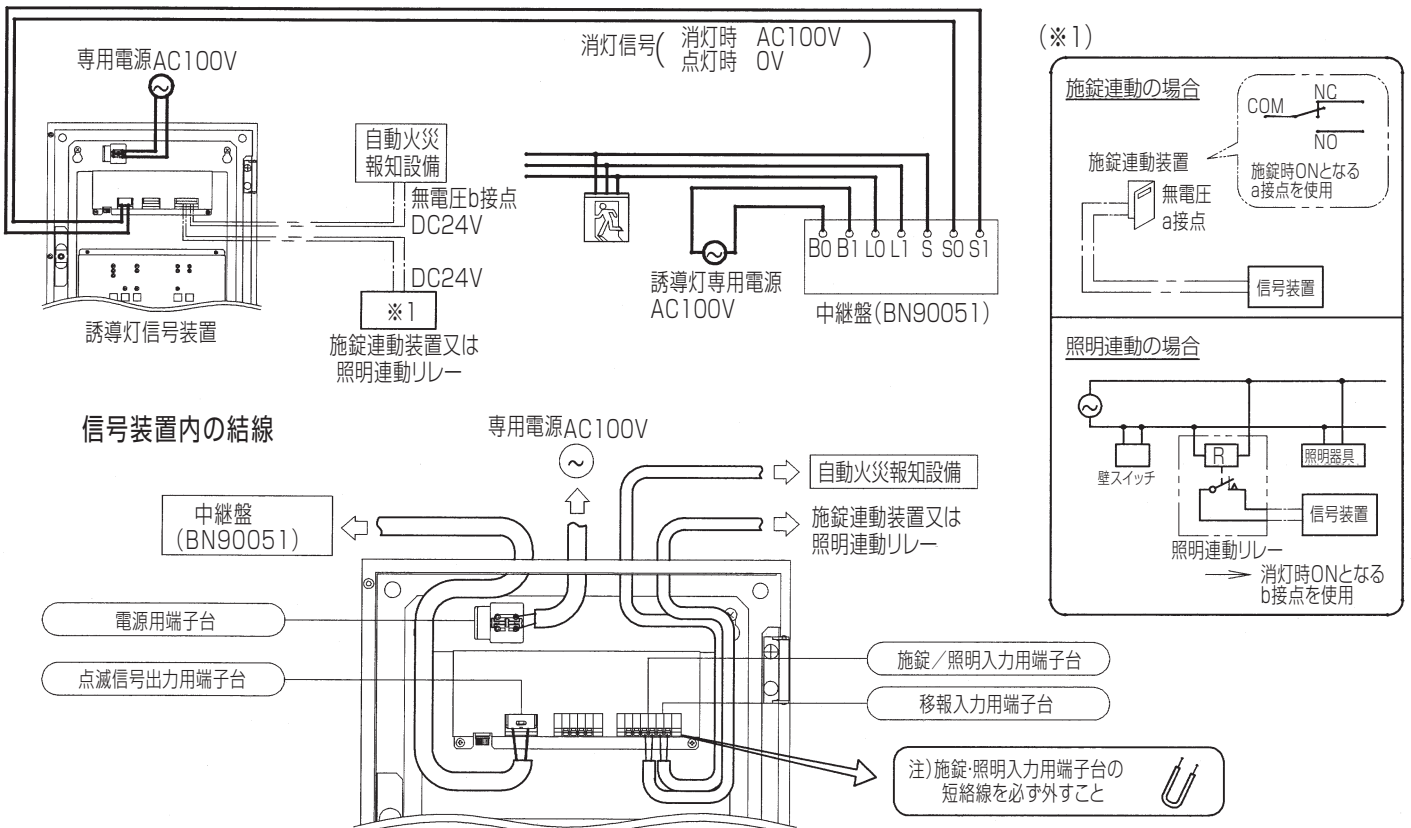 専用電源AC100V
消灯信号( 消灯時 AC100V
点灯時 0V )
自動火災
報知設備
無電圧b接点
DC24V
DC24V
※1
施錠連動装置又は
照明連動リレー
誘導灯信号装置
誘導灯専用電源
AC100V
B0 B1 L0 L1 S S0 S1
中継盤(BN90051)
(※1)
施錠連動の場合
COM
NC
NO
施錠時ONとなる
a接点を使用
施錠連動装置
無電圧
a接点
信号装置
照明連動の場合
壁スイッチ
R
照明器具
信号装置
照明連動リレー
消灯時ONとなる
b接点を使用
信号装置内の結線
専用電源AC100V
中継盤
(BN90051)
自動火災報知設備
施錠連動装置又は
照明連動リレー
電源用端子台
点滅信号出力用端子台
施錠/照明入力用端子台
移報入力用端子台
注)施錠・照明入力用端子台の
短絡線を必ず外すこと